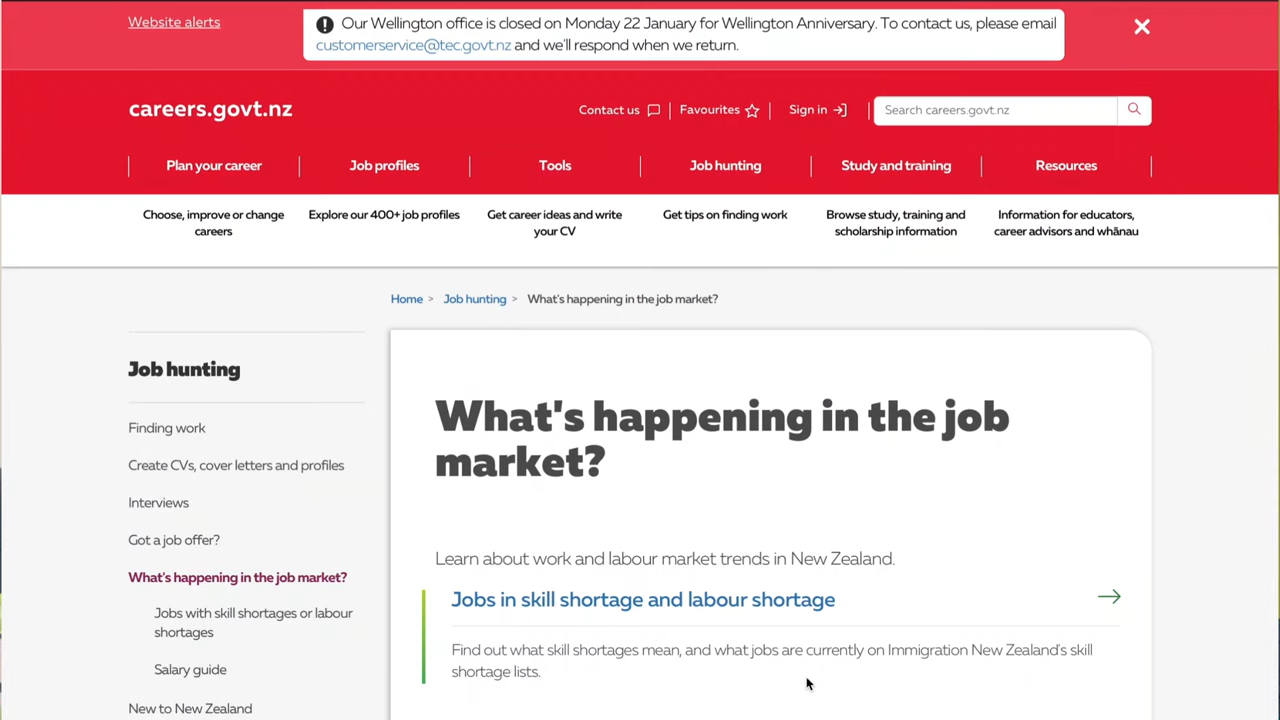 Website alerts
Our Wellington office is closed on Monday 22 January for Wellington Anniversary. To contact us, please email
customerservice@tec.govt.nz and we'll respond when we return.
careers.govt.nz
Contact us
Favourites
Sign in
Search careers.govt.nz
Plan your career
Job profiles
Tools
Job hunting
Study and training
Resources
Choose, improve or change
careers
Explore our 400+ job profiles
Get career ideas and write
your CV
Get tips on finding work
Browse study, training and
scholarship information
Information for educators,
career advisors and whānau
Home > Job hunting > What's happening in the job market?
Job hunting
Finding work
Create CVs, cover letters and profiles
Interviews
Got a job offer?
What's happening in the job market?
Jobs with skill shortages or labour
shortages
Salary guide
New to New Zealand
What's happening in the job
market?
Learn about work and labour market trends in New Zealand.
Jobs in skill shortage and labour shortage
Find out what skill shortages mean, and what jobs are currently on Immigration New Zealand's skill
shortage lists.